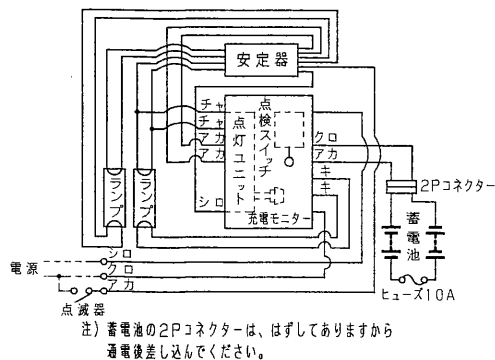 安定器
チャ
チャ
アカ
アカ
シロ
点灯ユニット
点検スイッチ
充電モニター
クロ
アカ
キ
キ
ランプ
ランプ
2Pコネクター
蓄電池
ヒューズ10A
電源
シロ
クロ
アカ
点滅器
注) 蓄電池の2Pコネクターは、はずしてありますから
通電後差し込んでください。